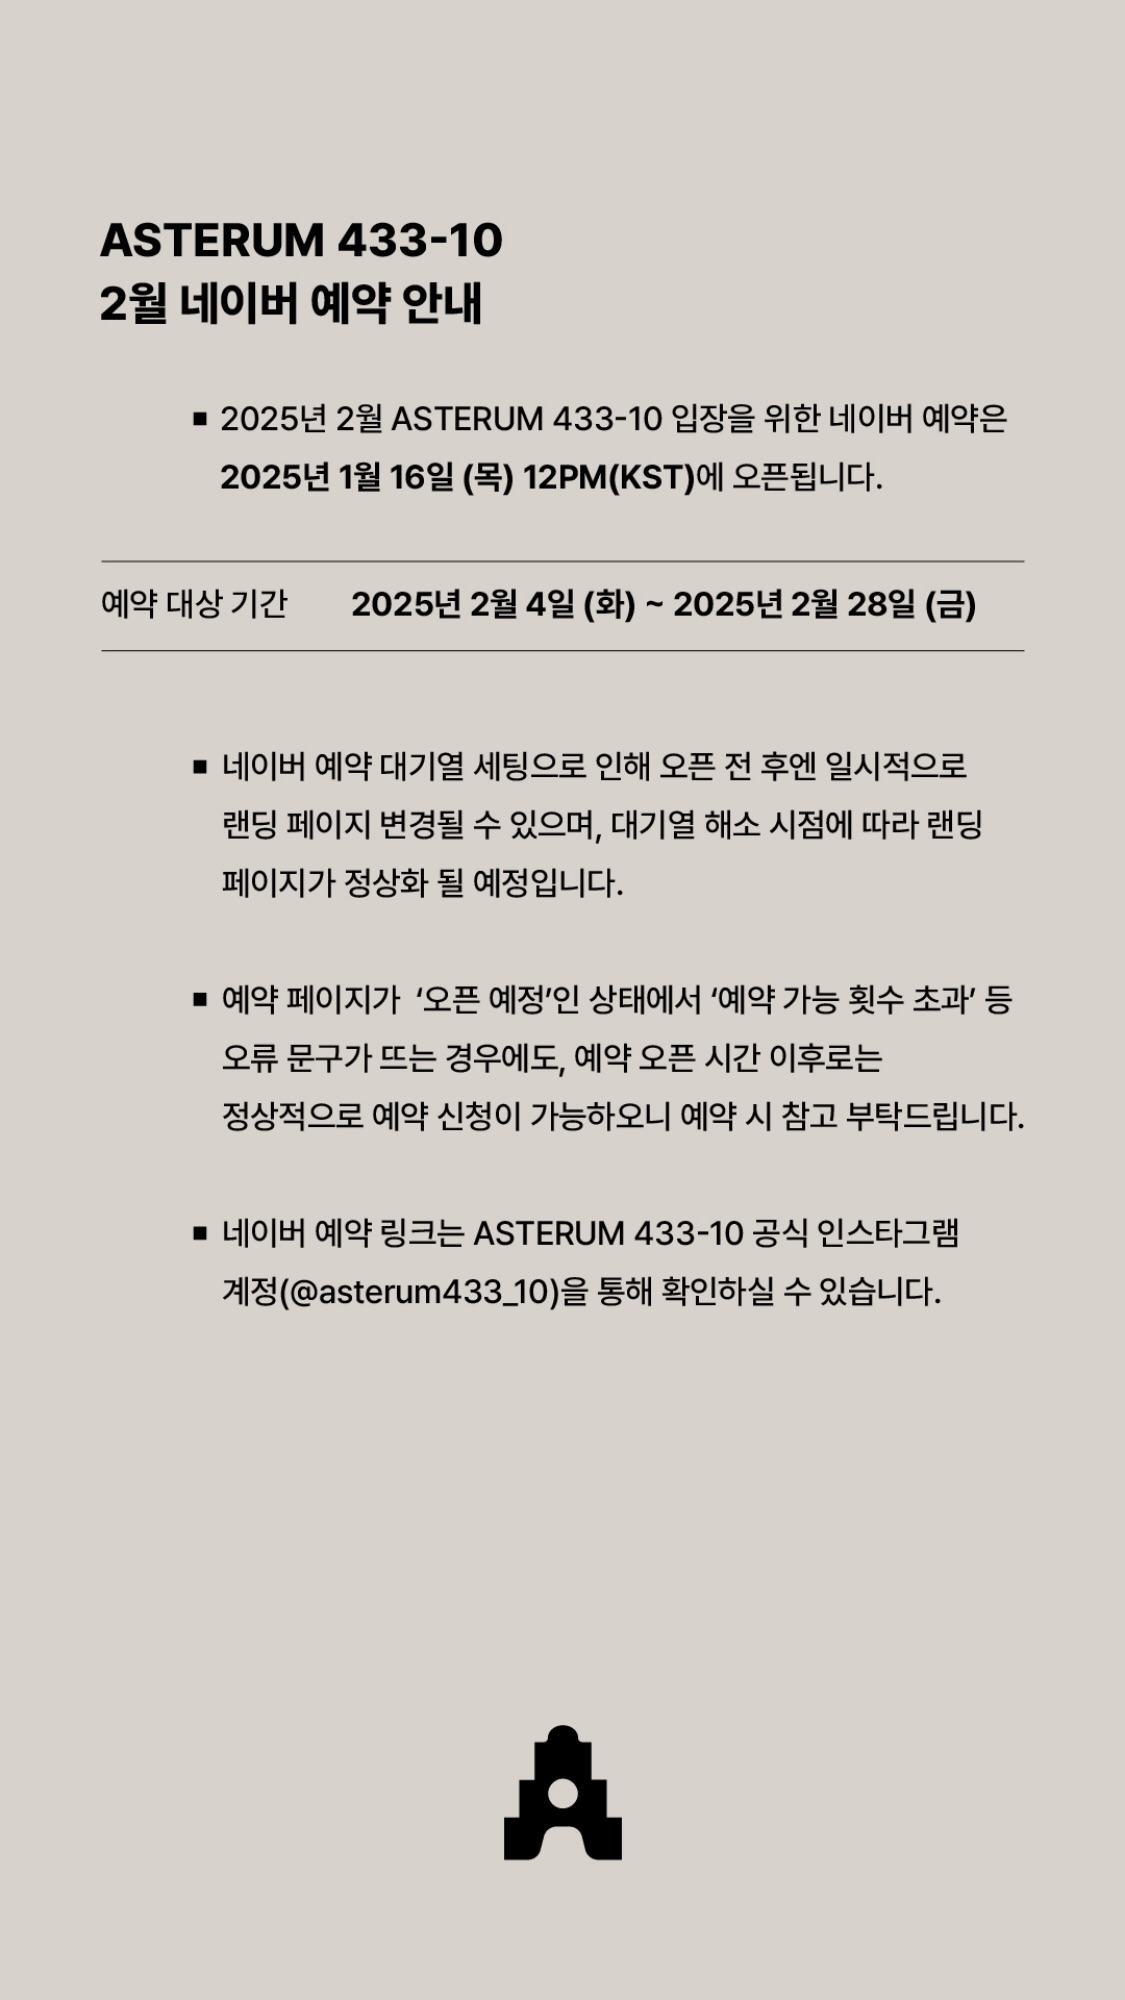 ASTERUM 433-10
2월 네이버 예약 안내
▪ 2025년 2월 ASTERUM 433-10 입장을 위한 네이버 예약은
2025년 1월 16일 (목) 12PM(KST)에 오픈됩니다.
예약 대상 기간 2025년 2월 4일 (화) ~ 2025년 2월 28일 (금)
▪ 네이버 예약 대기열 세팅으로 인해 오픈 전 후엔 일시적으로
랜딩 페이지 변경될 수 있으며, 대기열 해소 시점에 따라 랜딩
페이지가 정상화 될 예정입니다.
▪ 예약 페이지가 ‘오픈 예정’인 상태에서 ‘예약 가능 횟수 초과’ 등
오류 문구가 뜨는 경우에도, 예약 오픈 시간 이후로는
정상적으로 예약 신청이 가능하오니 예약 시 참고 부탁드립니다.
▪ 네이버 예약 링크는 ASTERUM 433-10 공식 인스타그램
계정(@asterum433_10)을 통해 확인하실 수 있습니다.